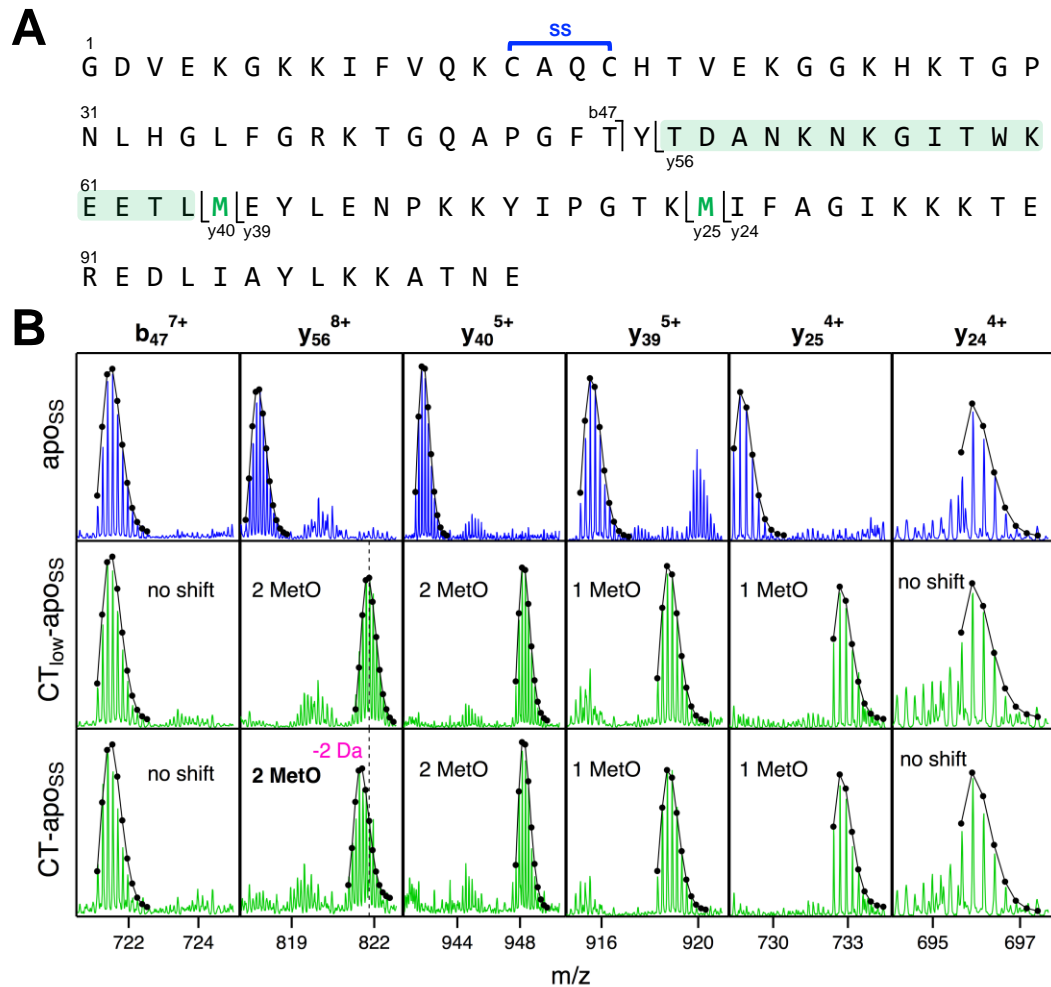 A
SS
1
G D V E K G K K I F V Q K C A Q C H T V E K G G K H K T G P
31
b47
N L H G L F G R K T G Q A P G F T Y T D A N K N K G I T W K
y56
61
E E T L M E Y L E N P K K Y I P G T K M I F A G I K K K T E
y40 y39 y25 y24
91
R E D L I A Y L K K A T N E
B
b47 7+ y56 8+ y40 5+ y39 5+ y25 4+ y24 4+
apoSS
CTlow-apoSS
no shift 2 MetO 2 MetO 1 MetO 1 MetO no shift
CT-apoSS
-2 Da
no shift 2 MetO 2 MetO 1 MetO 1 MetO no shift
722 724 819 822 944 948 916 920 730 733 695 697
m/z